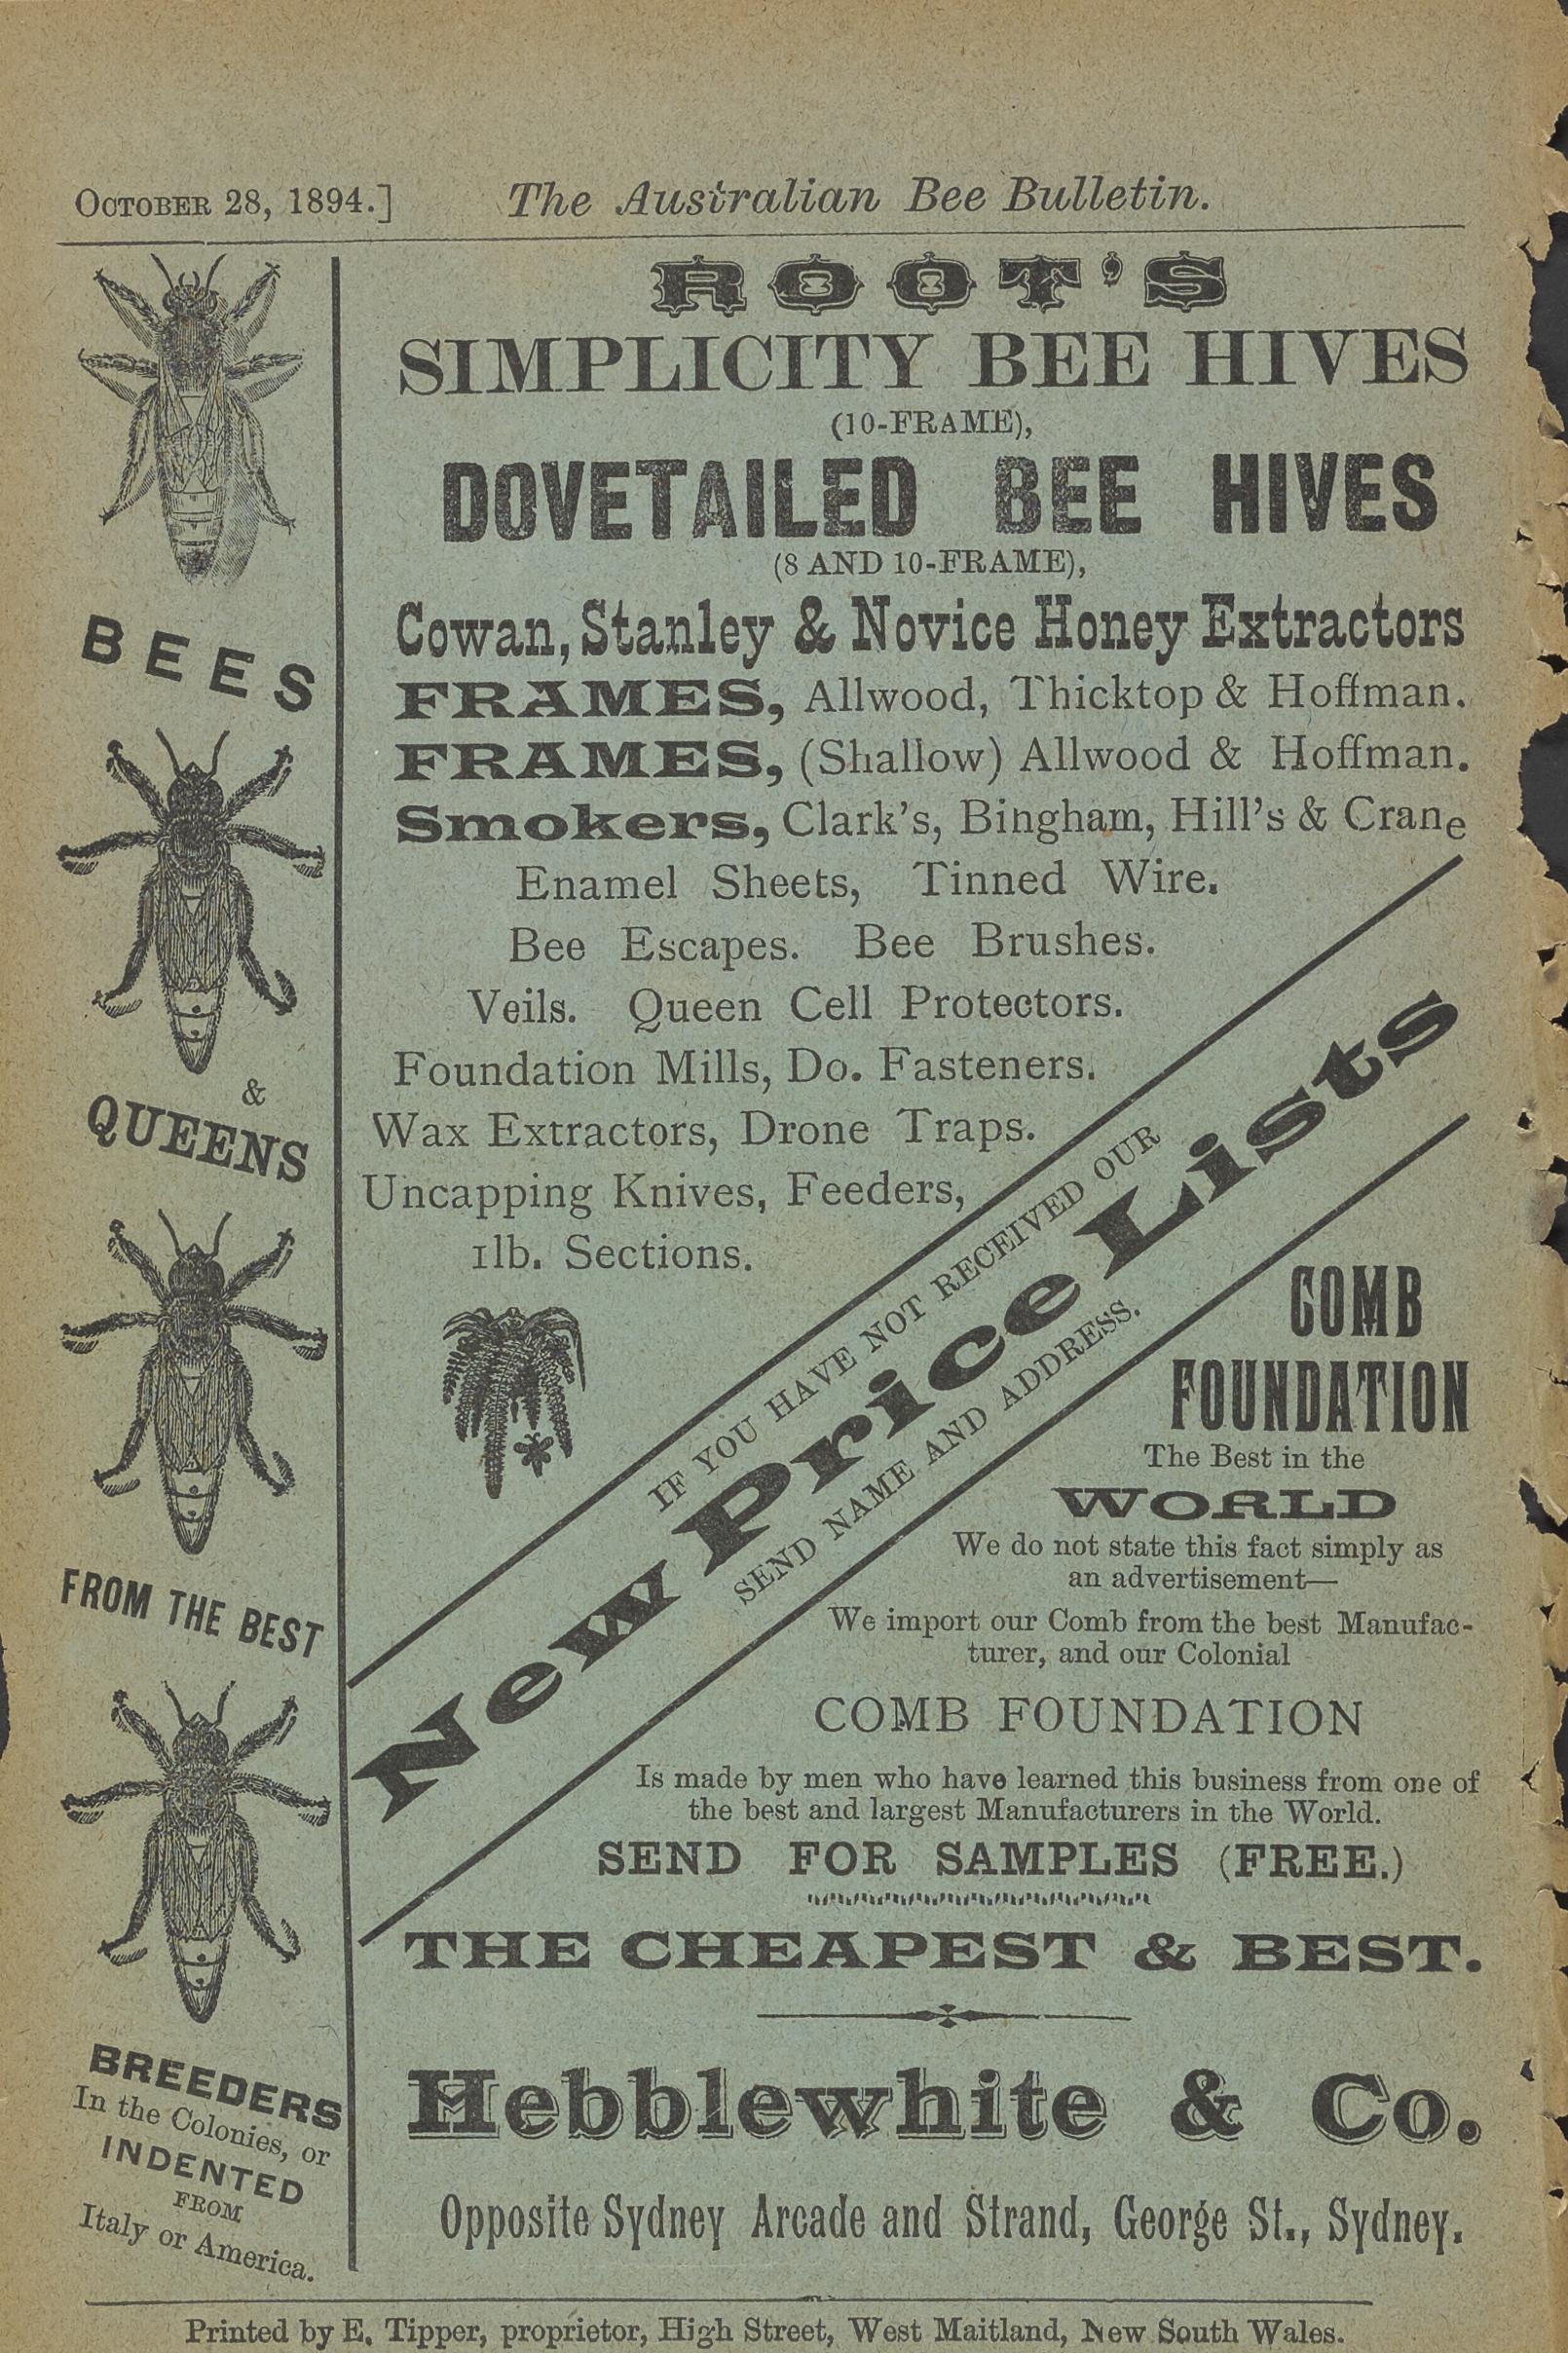 OCTOBER 28, 1894.] The Australian Bee Bulletin.
BEES
&
QUEENS
FROM THE BEST
BREEDERS
In the Colonies, or
INDENTED
FROM
Italy or America.
ROOT'S
SIMPLICITY BEE HIVES
(10-FRAME),
DOVETAILED BEE HIVES
(8 AND 10-FRAME),
Cowan, Stanley & Novice Honey Extractors
FRAMES, Allwood, Thicktop & Hoffman.
FRAMES, (Shallow) Allwood & Hoffman.
Smokers, Clark's, Bingham, Hill's & Crane
Enamel Sheets, Tinned Wire.
Bee Escapes. Bee Brushes.
Veils. Queen Cell Protectors.
Foundation Mills, Do. Fasteners.
Wax Extractors, Drone Traps.
Uncapping Knives, Feeders,
1lb. Sections.
IF YOU HAVE NOT RECEIVED OUR
New Price Lists
SEND NAME AND ADDRESS.
COMB
FOUNDATION
The Best in the
WORLD
We do not state this fact simply as
an advertisement—
We import our Comb from the best Manufac-
turer, and our Colonial
COMB FOUNDATION
Is made by men who have learned this business from one of
the best and largest Manufacturers in the World.
SEND FOR SAMPLES (FREE.)
THE CHEAPEST & BEST.
Hebblewhite & Co.
Opposite Sydney Arcade and Strand, George St., Sydney.
Printed by E. Tipper, proprietor, High Street, West Maitland, New South Wales.